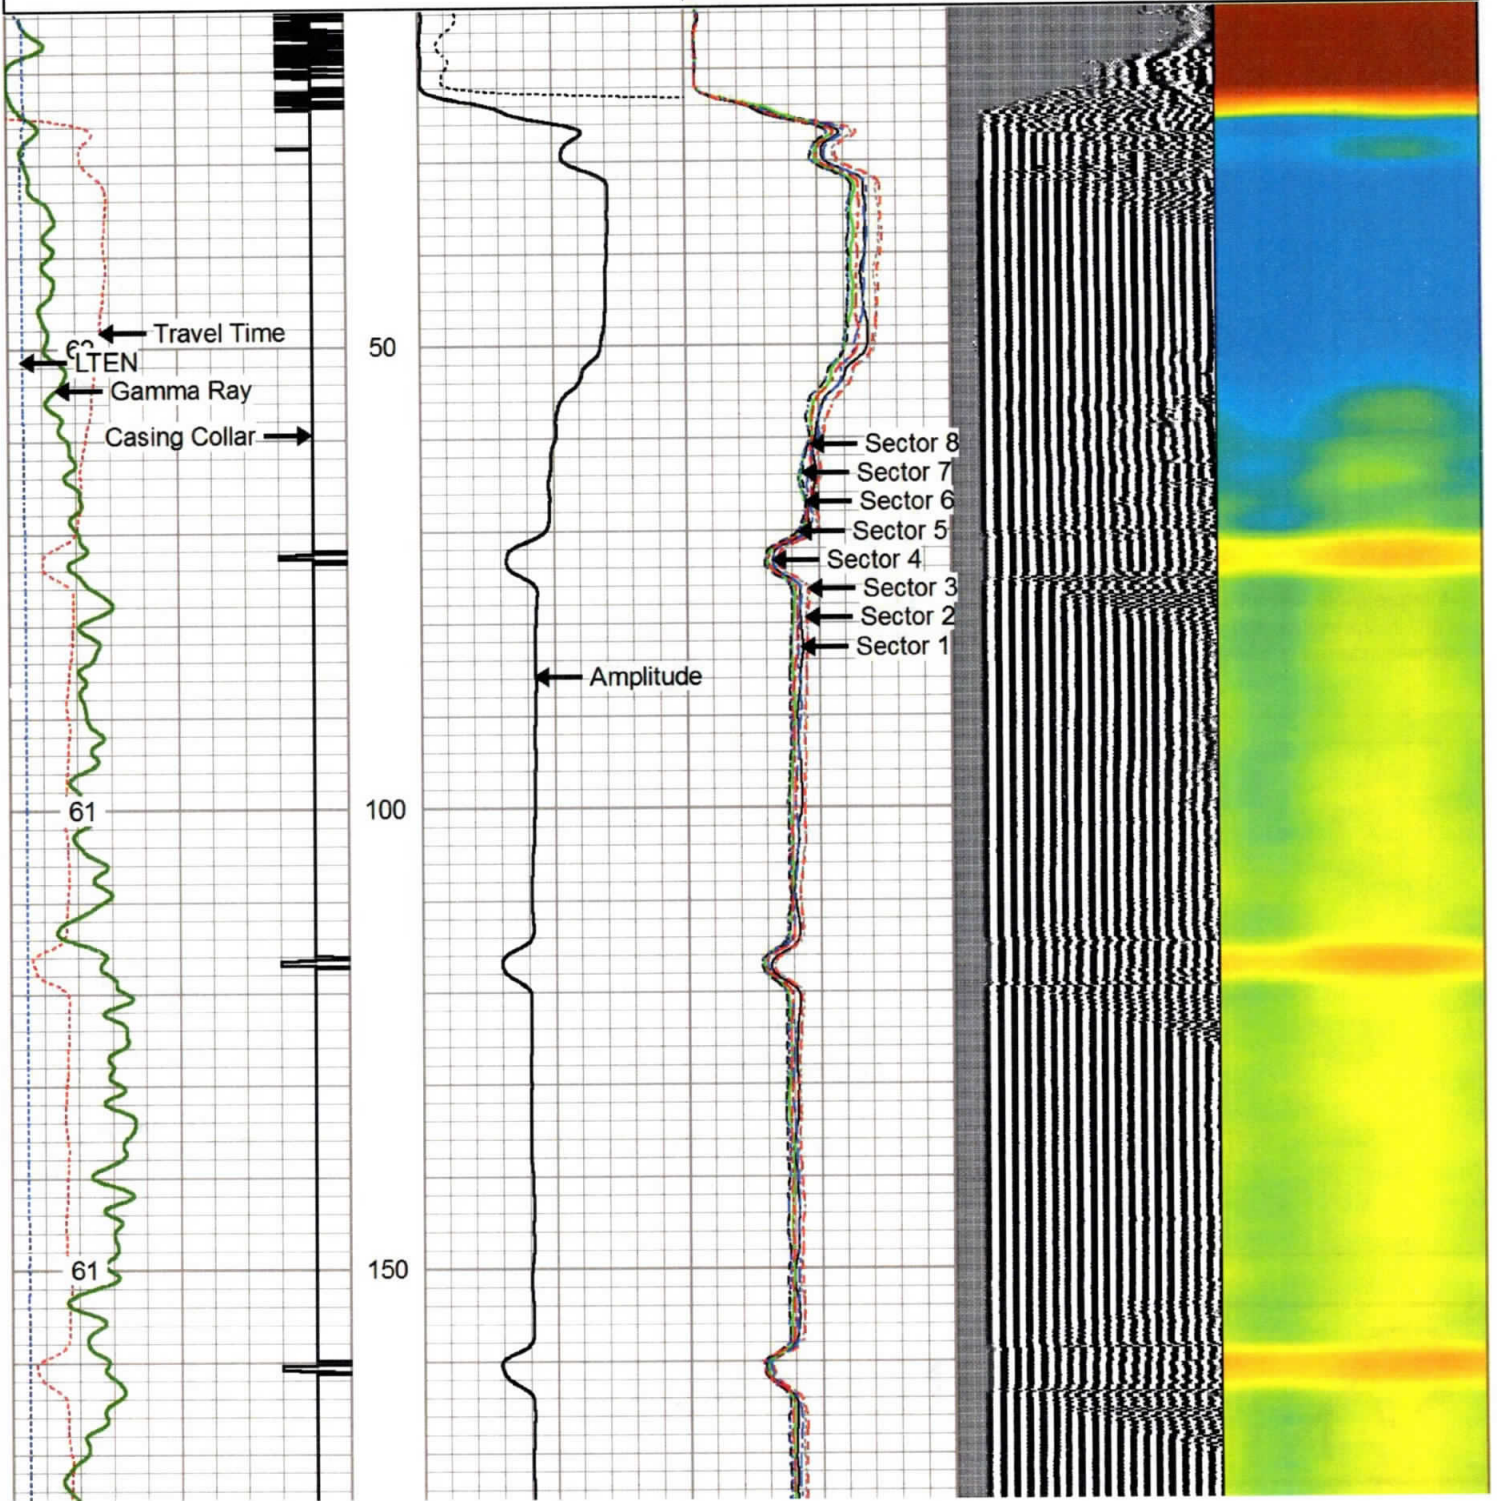 Travel Time
50
LTEN
Gamma Ray
Casing Collar
Sector 8
Sector 7
Sector 6
Sector 5
Sector 4
Sector 3
Sector 2
Sector 1
Amplitude
61
100
61
150